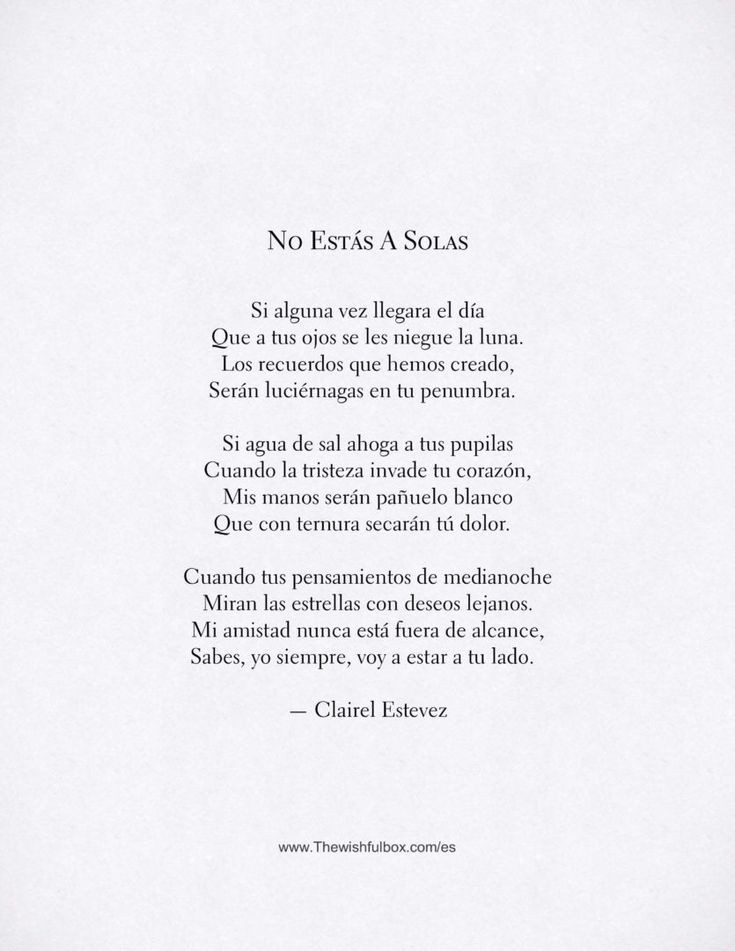 No Estás A Solas
Si alguna vez llegara el día
Que a tus ojos se les niegue la luna.
Los recuerdos que hemos creado,
Serán luciérnagas en tu penumbra.
Si agua de sal ahoga a tus pupilas
Cuando la tristeza invade tu corazón,
Mis manos serán pañuelo blanco
Que con ternura secarán tú dolor.
Cuando tus pensamientos de medianoche
Miran las estrellas con deseos lejanos.
Mi amistad nunca está fuera de alcance,
Sabes, yo siempre, voy a estar a tu lado.
— Clairel Estevez
www.Thewishfulbox.com/es